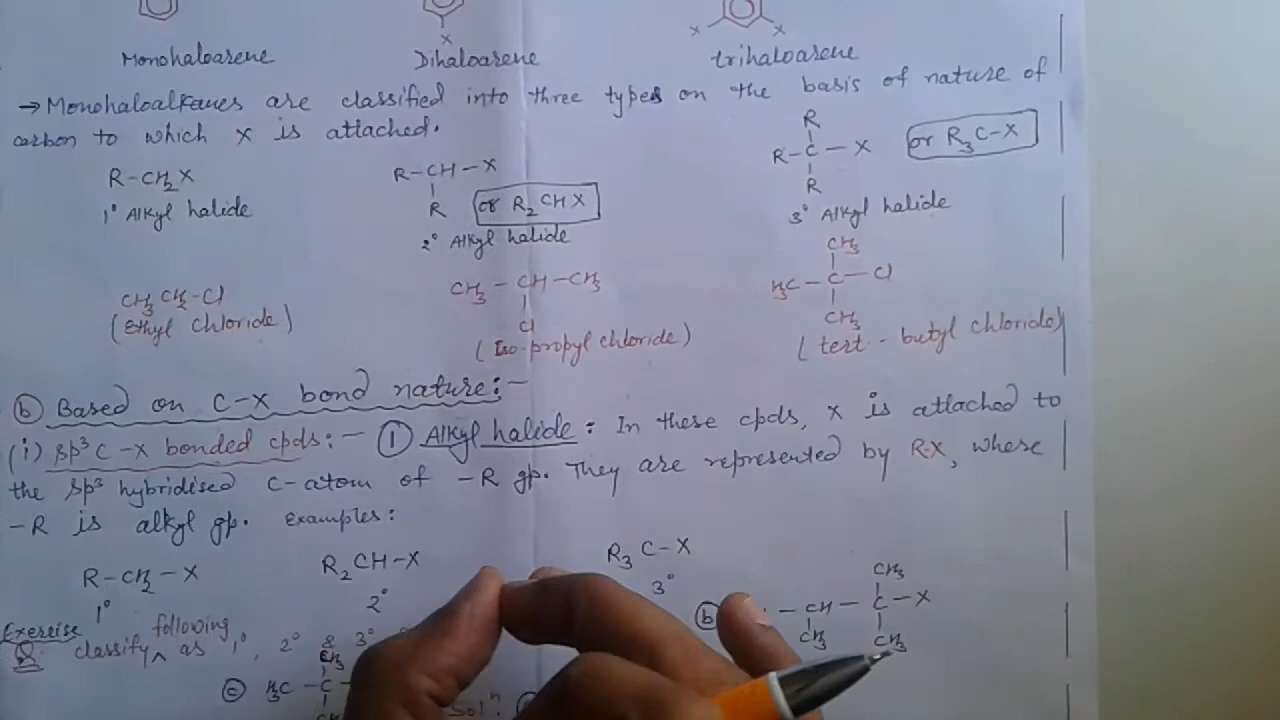 X
X X
Monohaloarene Dihaloarene trihaloarene
→ Monohaloalkanes are classified into three types on the basis of nature of
carbon to which X is attached.
R-CH2X
R-CH-X
R
or R2CHX
R
R-C-X
R
or R3C-X
1° Alkyl halide 2° Alkyl halide 3° Alkyl halide
CH3CH2-Cl
(Ethyl chloride)
CH3-CH-CH3
Cl
(Iso-propyl chloride)
CH3
H3C-C-Cl
CH3
(tert-butyl chloride)
(b) Based on C-X bond nature:-
(i) sp³C-X bonded cpds:- (1) Alkyl halide: In these cpds, X is attached to
the sp³ hybridised C-atom of -R gp. They are represented by R-X, where
-R is alkyl gp. Examples:
R-CH2-X R2CH-X R3C-X
1° 2° 3°
Exercise
Q: classify following as 1°, 2° & 3°
(b) -CH-C-X
CH3
CH3 CH3
CH3
(c) H3C-C-
Solⁿ: